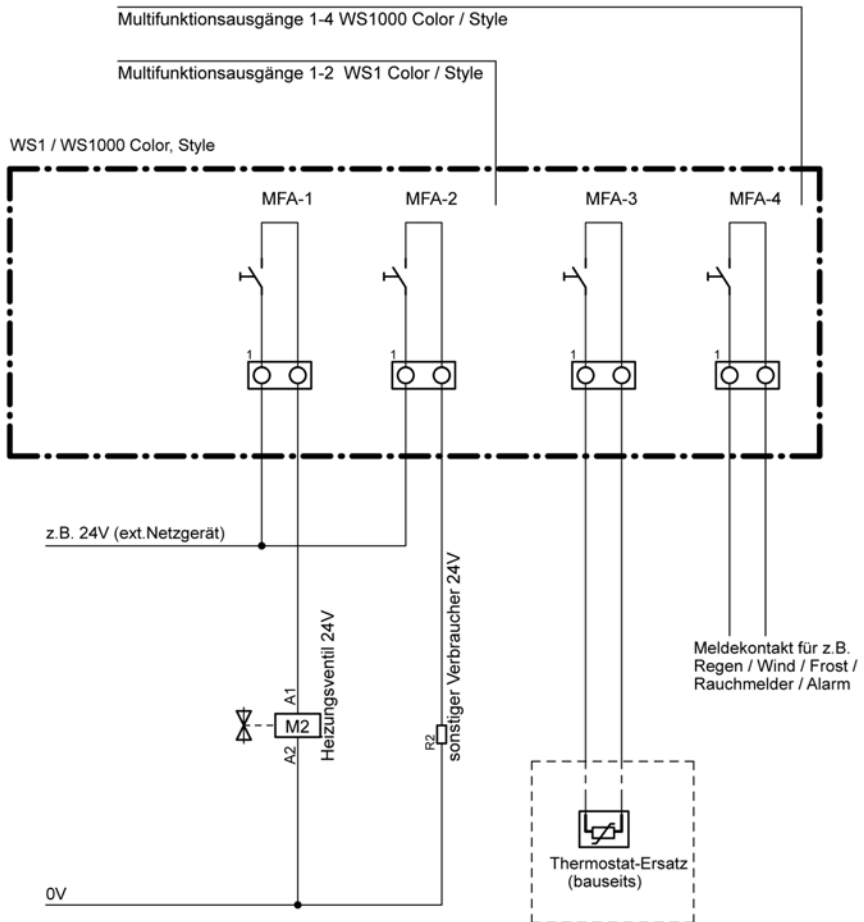 Multifunktionsausgänge 1-4 WS1000 Color / Style
Multifunktionsausgänge 1-2 WS1 Color / Style
WS1 / WS1000 Color, Style
MFA-1
MFA-2
MFA-3
MFA-4
1
1
1
1
z.B. 24V (ext.Netzgerät)
Heizungsventil 24V
A1
M2
A2
sonstiger Verbraucher 24V
R2
Meldekontakt für z.B.
Regen / Wind / Frost /
Rauchmelder / Alarm
Thermostat-Ersatz
(bauseits)
0V